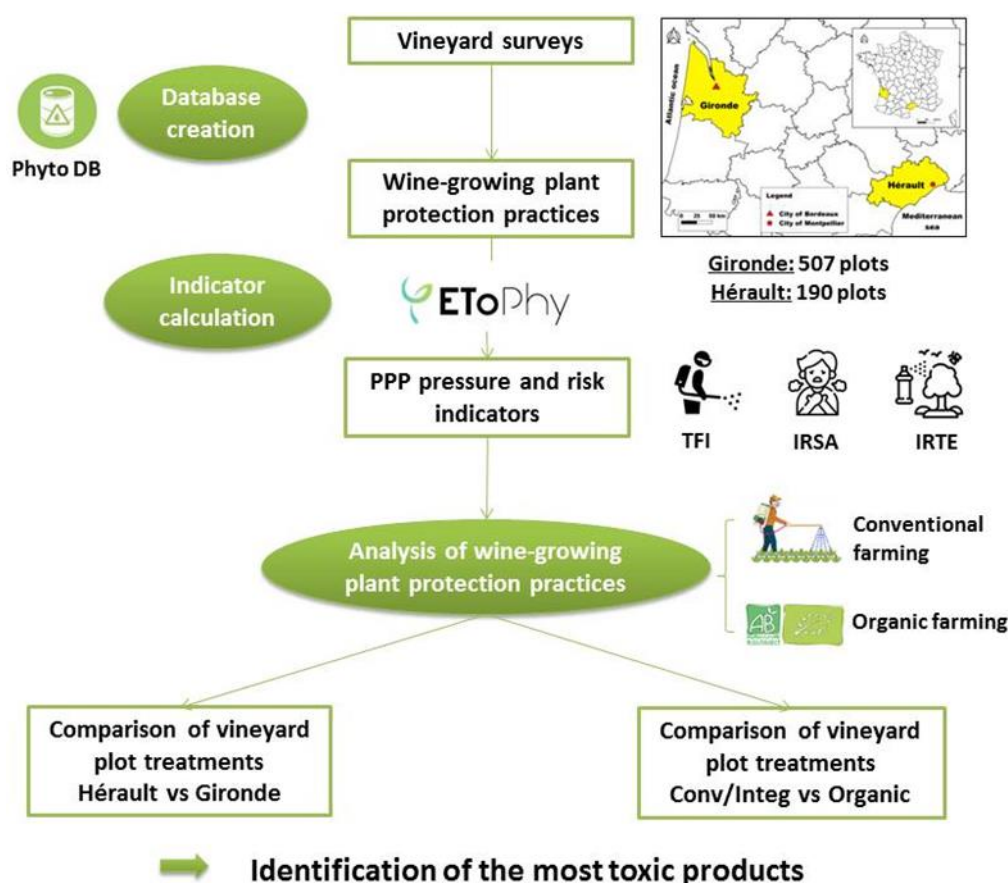 Vineyard surveys
Database
creation
Phyto DB
Wine-growing plant
protection practices
Atlantic ocean
Gironde
Hérault
Legend
City of Bordeaux
City of Montpellier
Mediterranean
sea
Gironde: 507 plots
Hérault: 190 plots
Indicator
calculation
EToPhy
PPP pressure and risk
indicators
TFI
IRSA
IRTE
Analysis of wine-growing
plant protection practices
Conventional
farming
AB
Organic farming
Comparison of vineyard
plot treatments
Hérault vs Gironde
Comparison of vineyard
plot treatments
Conv/Integ vs Organic
Identification of the most toxic products